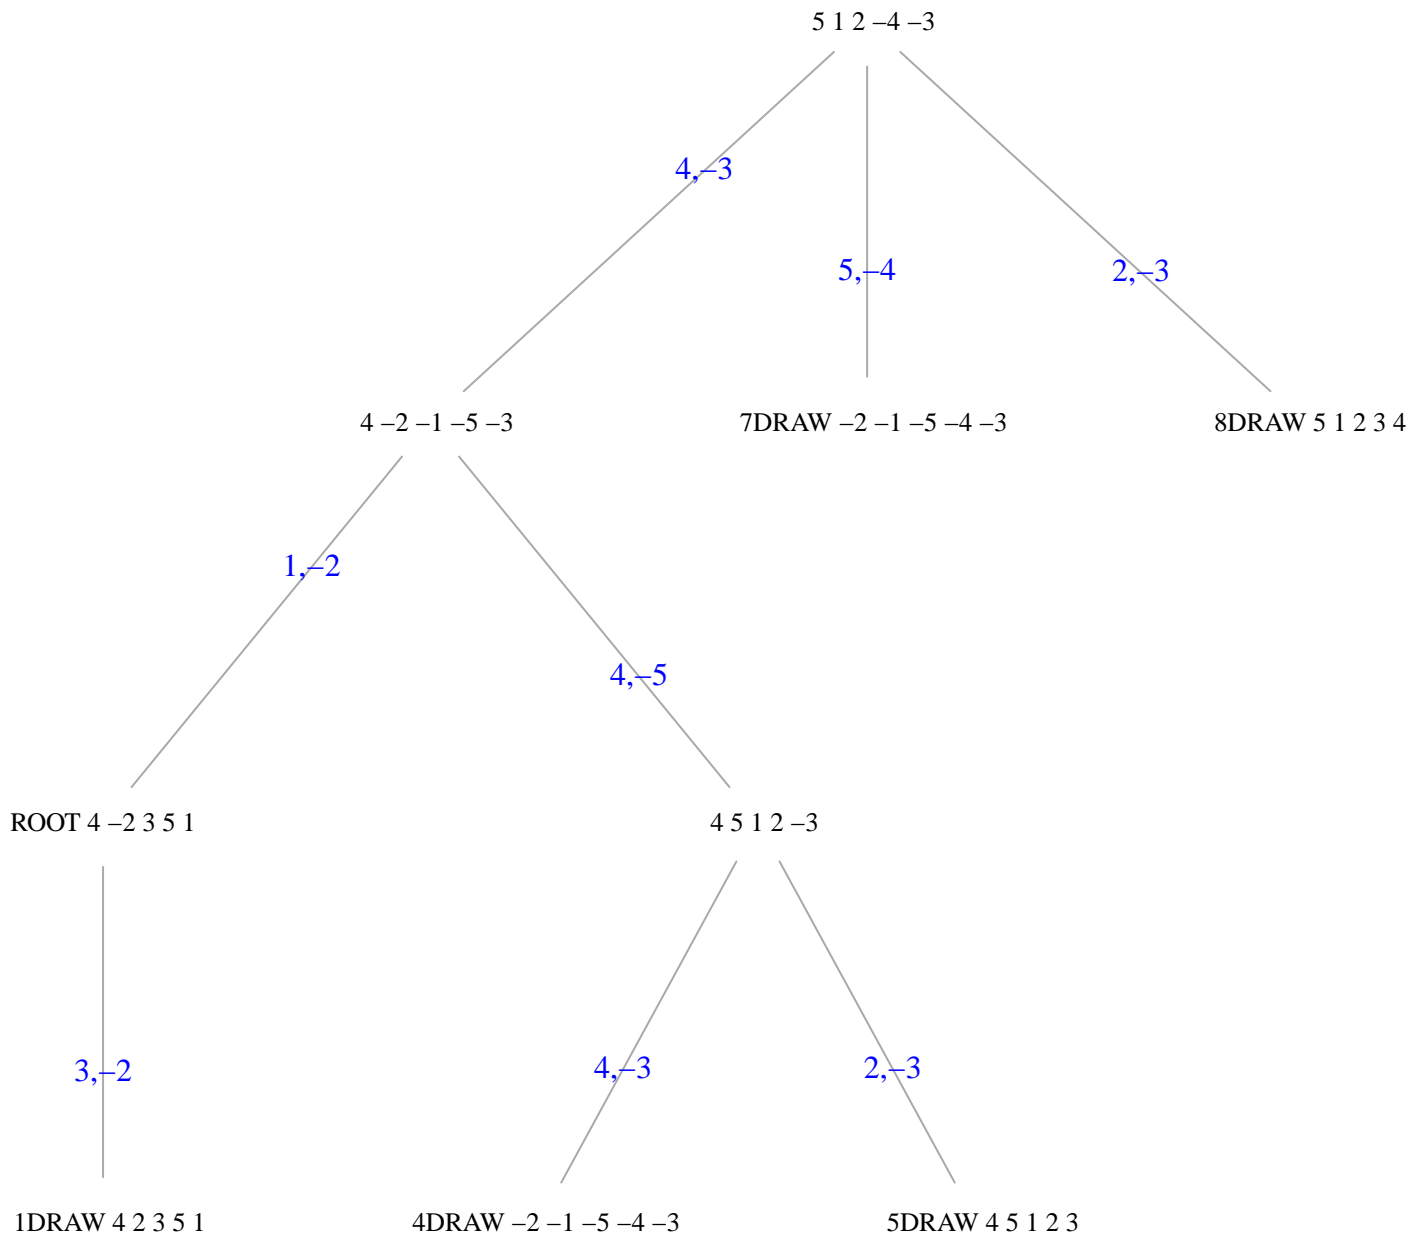 5 1 2 –4 –3
4,–3
5,–4
2,–3
4 –2 –1 –5 –3
7DRAW –2 –1 –5 –4 –3
8DRAW 5 1 2 3 4
1,–2
4,–5
ROOT 4 –2 3 5 1
4 5 1 2 –3
3,–2
4,–3
2,–3
1DRAW 4 2 3 5 1
4DRAW –2 –1 –5 –4 –3
5DRAW 4 5 1 2 3